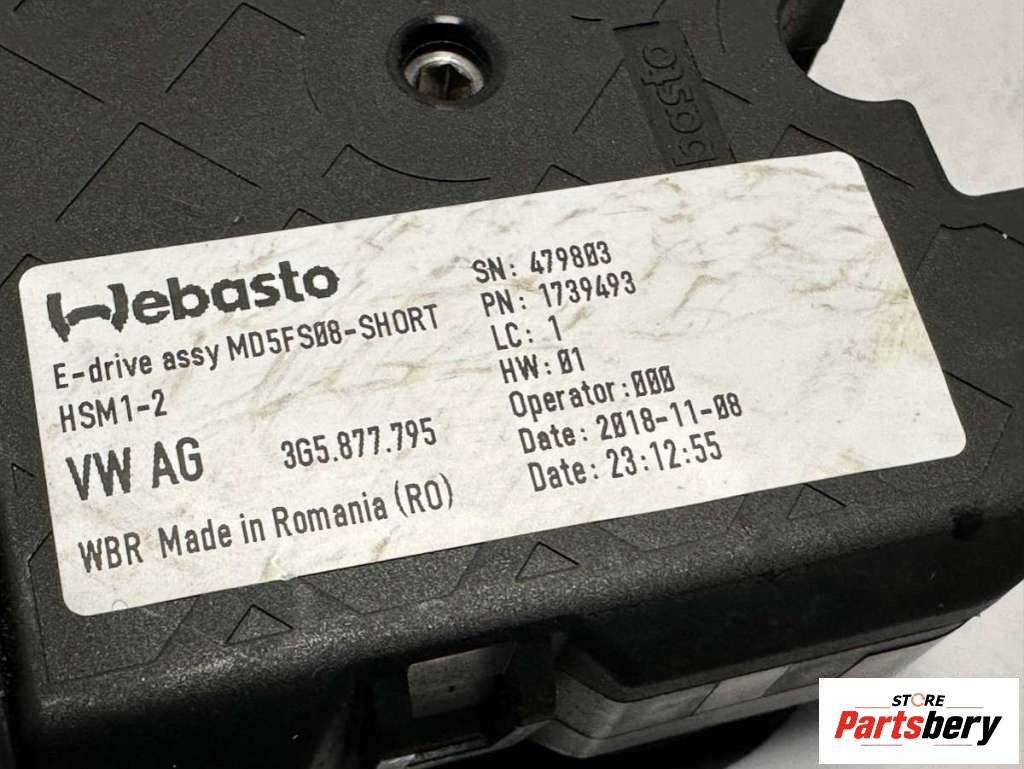 Webasto
E-drive assy MD5FS08-SHORT
HSM1-2
VW AG 3G5.877.795
WBR Made in Romania (RO)
SN: 479803
PN: 1739493
LC: 1
HW: 01
Operator:000
Date: 2018-11-08
Date: 23:12:55
basto
STORE
Partsbery